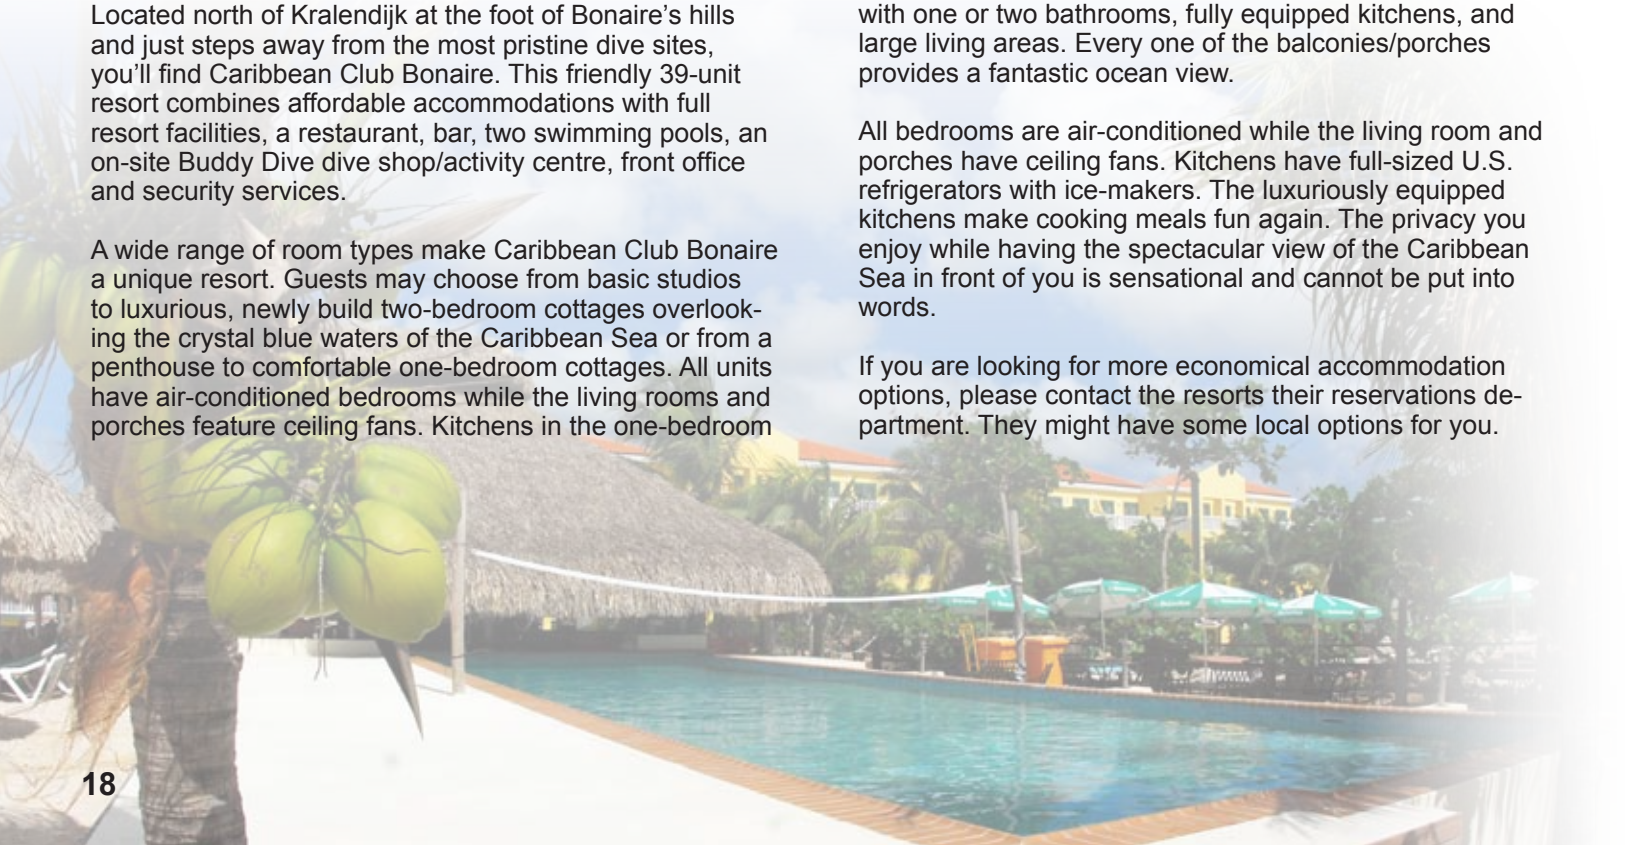 Located north of Kralendijk at the foot of Bonaire’s hills
and just steps away from the most pristine dive sites,
you’ll find Caribbean Club Bonaire. This friendly 39-unit
resort combines affordable accommodations with full
resort facilities, a restaurant, bar, two swimming pools, an
on-site Buddy Dive dive shop/activity centre, front office
and security services.
A wide range of room types make Caribbean Club Bonaire
a unique resort. Guests may choose from basic studios
to luxurious, newly build two-bedroom cottages overlook-
ing the crystal blue waters of the Caribbean Sea or from a
penthouse to comfortable one-bedroom cottages. All units
have air-conditioned bedrooms while the living rooms and
porches feature ceiling fans. Kitchens in the one-bedroom
with one or two bathrooms, fully equipped kitchens, and
large living areas. Every one of the balconies/porches
provides a fantastic ocean view.
All bedrooms are air-conditioned while the living room and
porches have ceiling fans. Kitchens have full-sized U.S.
refrigerators with ice-makers. The luxuriously equipped
kitchens make cooking meals fun again. The privacy you
enjoy while having the spectacular view of the Caribbean
Sea in front of you is sensational and cannot be put into
words.
If you are looking for more economical accommodation
options, please contact the resorts their reservations de-
partment. They might have some local options for you.
18